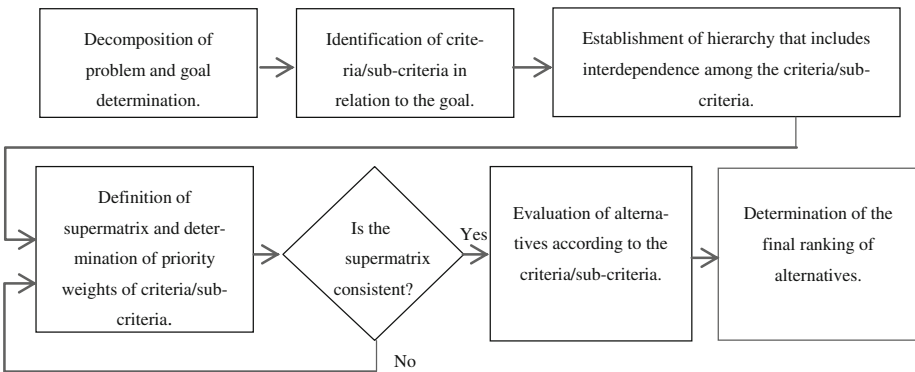 Decomposition of
problem and goal
determination.
Identification of crite-
ria/sub-criteria in
relation to the goal.
Establishment of hierarchy that includes
interdependence among the criteria/sub-
criteria.
Definition of
supermatrix and deter-
mination of priority
weights of criteria/sub-
criteria.
Is the
supermatrix
consistent?
Yes
No
Evaluation of alterna-
tives according to the
criteria/sub-criteria.
Determination of the
final ranking of
alternatives.